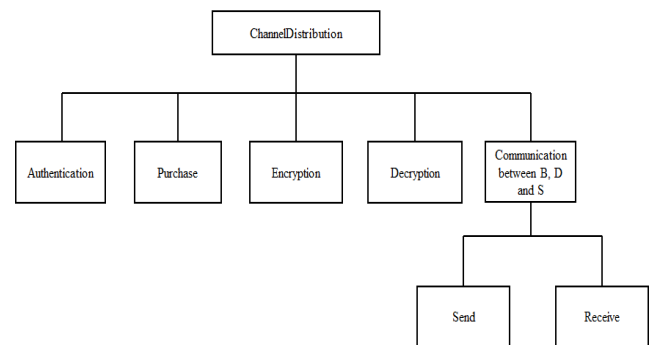 ChannelDistribution
Authentication
Purchase
Encryption
Decryption
Communication
between B, D
and S
Send
Receive